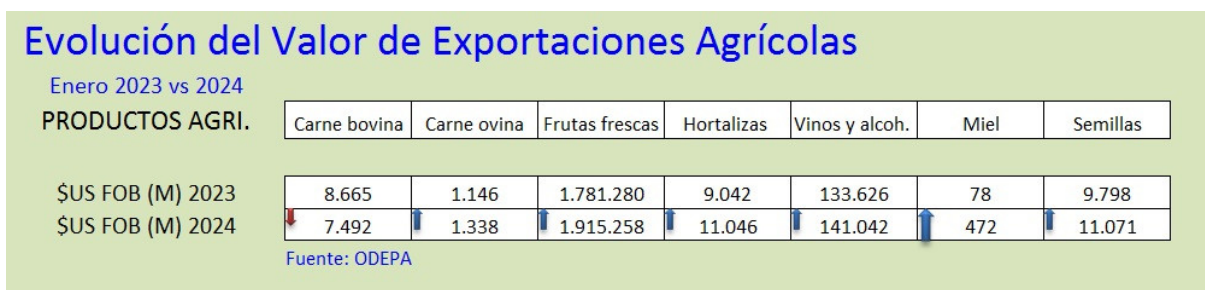 Evolución del Valor de Exportaciones Agrícolas
Enero 2023 vs 2024
PRODUCTOS AGRI. Carne bovina Carne ovina Frutas frescas Hortalizas Vinos y alcoh. Miel Semillas
$US FOB (M) 2023 8.665 1.146 1.781.280 9.042 133.626 78 9.798
$US FOB (M) 2024 7.492 1.338 1.915.258 11.046 141.042 472 11.071
Fuente: ODEPA